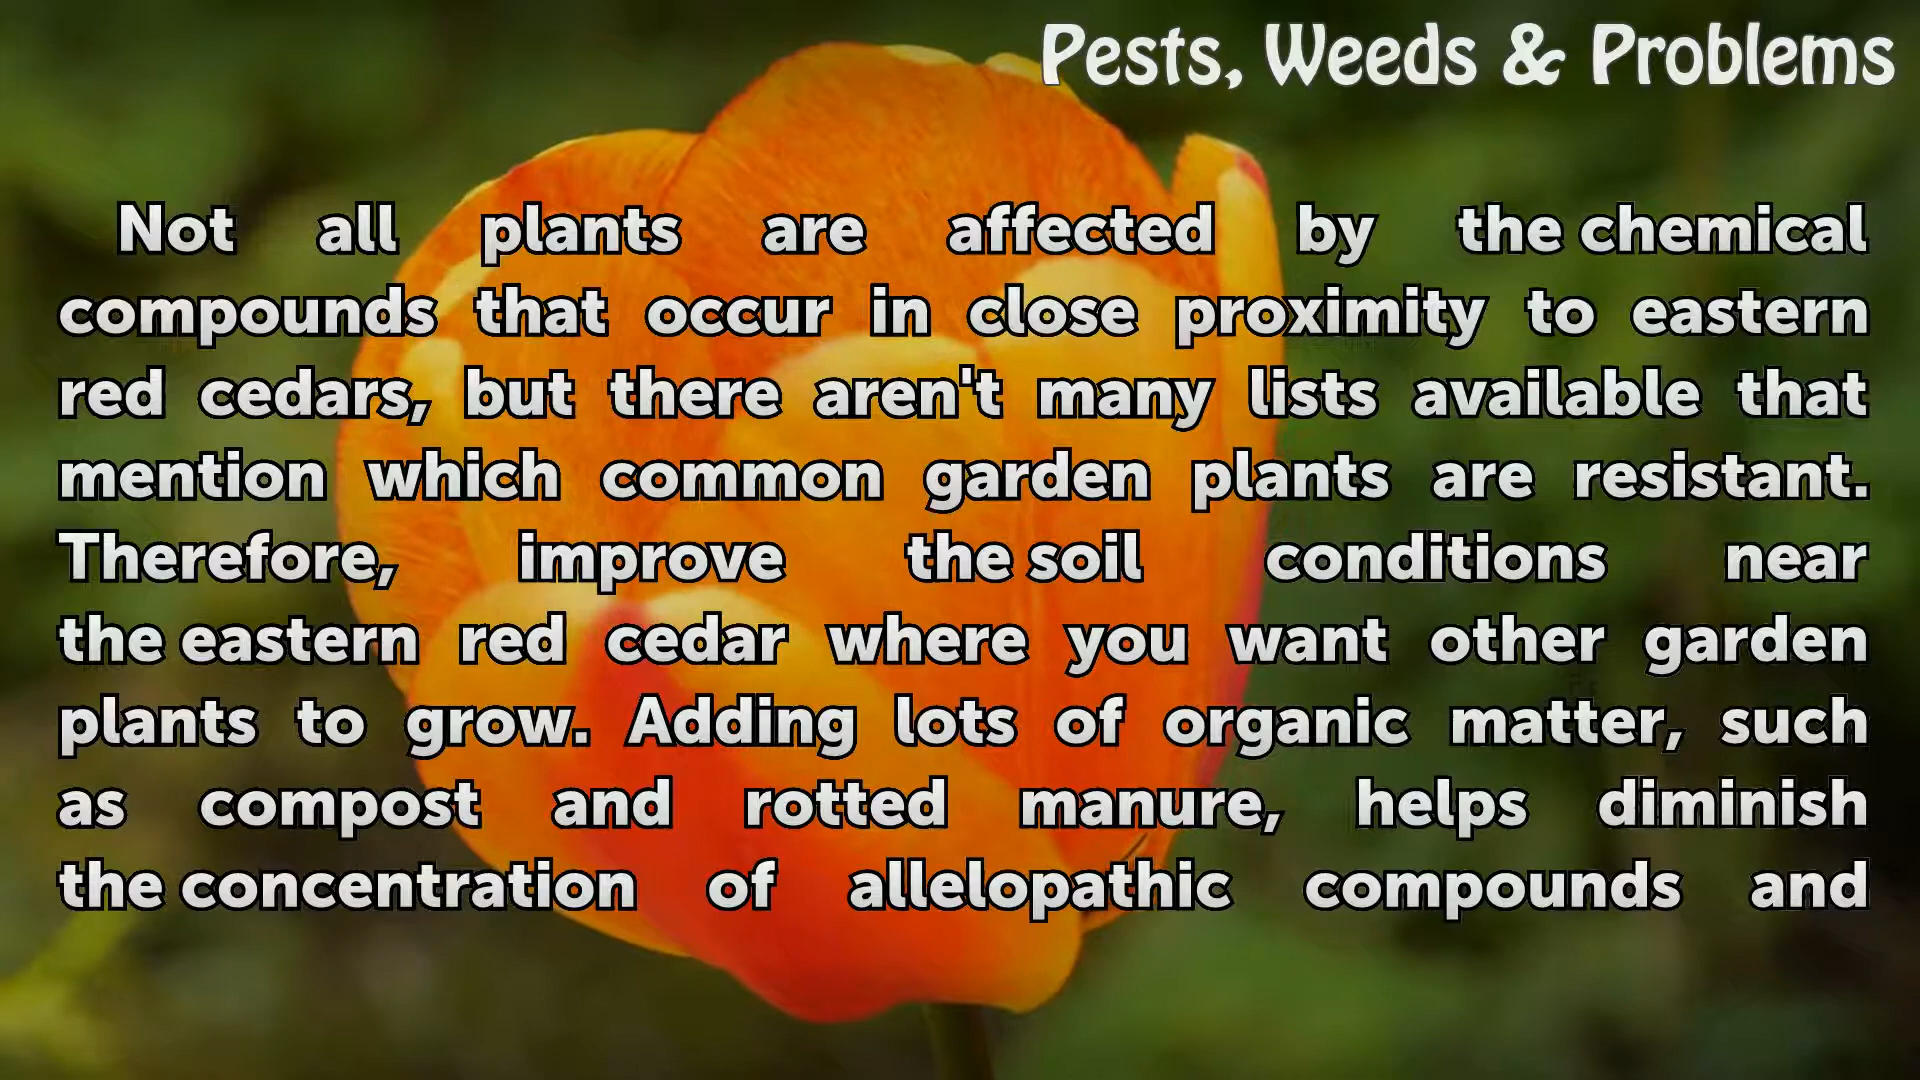 Pests, Weeds & Problems
Not all plants are affected by the chemical
compounds that occur in close proximity to eastern
red cedars, but there aren't many lists available that
mention which common garden plants are resistant.
Therefore, improve the soil conditions near
the eastern red cedar where you want other garden
plants to grow. Adding lots of organic matter, such
as compost and rotted manure, helps diminish
the concentration of allelopathic compounds and